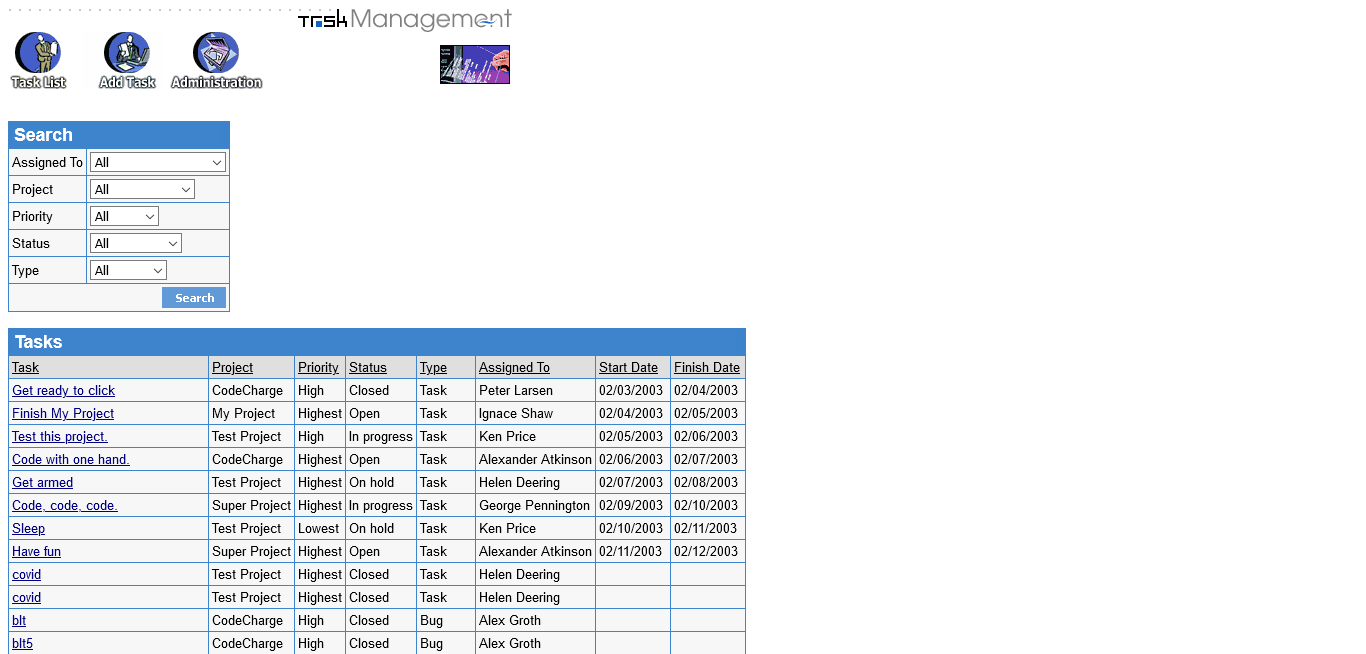 Task Management
Task List Add Task Administration
Search
Assigned To All
Project All
Priority All
Status All
Type All
Search
Tasks
Task Project Priority Status Type Assigned To Start Date Finish Date
Get ready to click CodeCharge High Closed Task Peter Larsen 02/03/2003 02/04/2003
Finish My Project My Project Highest Open Task Ignace Shaw 02/04/2003 02/05/2003
Test this project. Test Project High In progress Task Ken Price 02/05/2003 02/06/2003
Code with one hand. CodeCharge Highest Open Task Alexander Atkinson 02/06/2003 02/07/2003
Get armed Test Project Highest On hold Task Helen Deering 02/07/2003 02/08/2003
Code, code, code. Super Project Highest In progress Task George Pennington 02/09/2003 02/10/2003
Sleep Test Project Lowest On hold Task Ken Price 02/10/2003 02/11/2003
Have fun Super Project Highest Open Task Alexander Atkinson 02/11/2003 02/12/2003
covid Test Project Highest Closed Task Helen Deering
covid Test Project Highest Closed Task Helen Deering
blt CodeCharge High Closed Bug Alex Groth
blt5 CodeCharge High Closed Bug Alex Groth